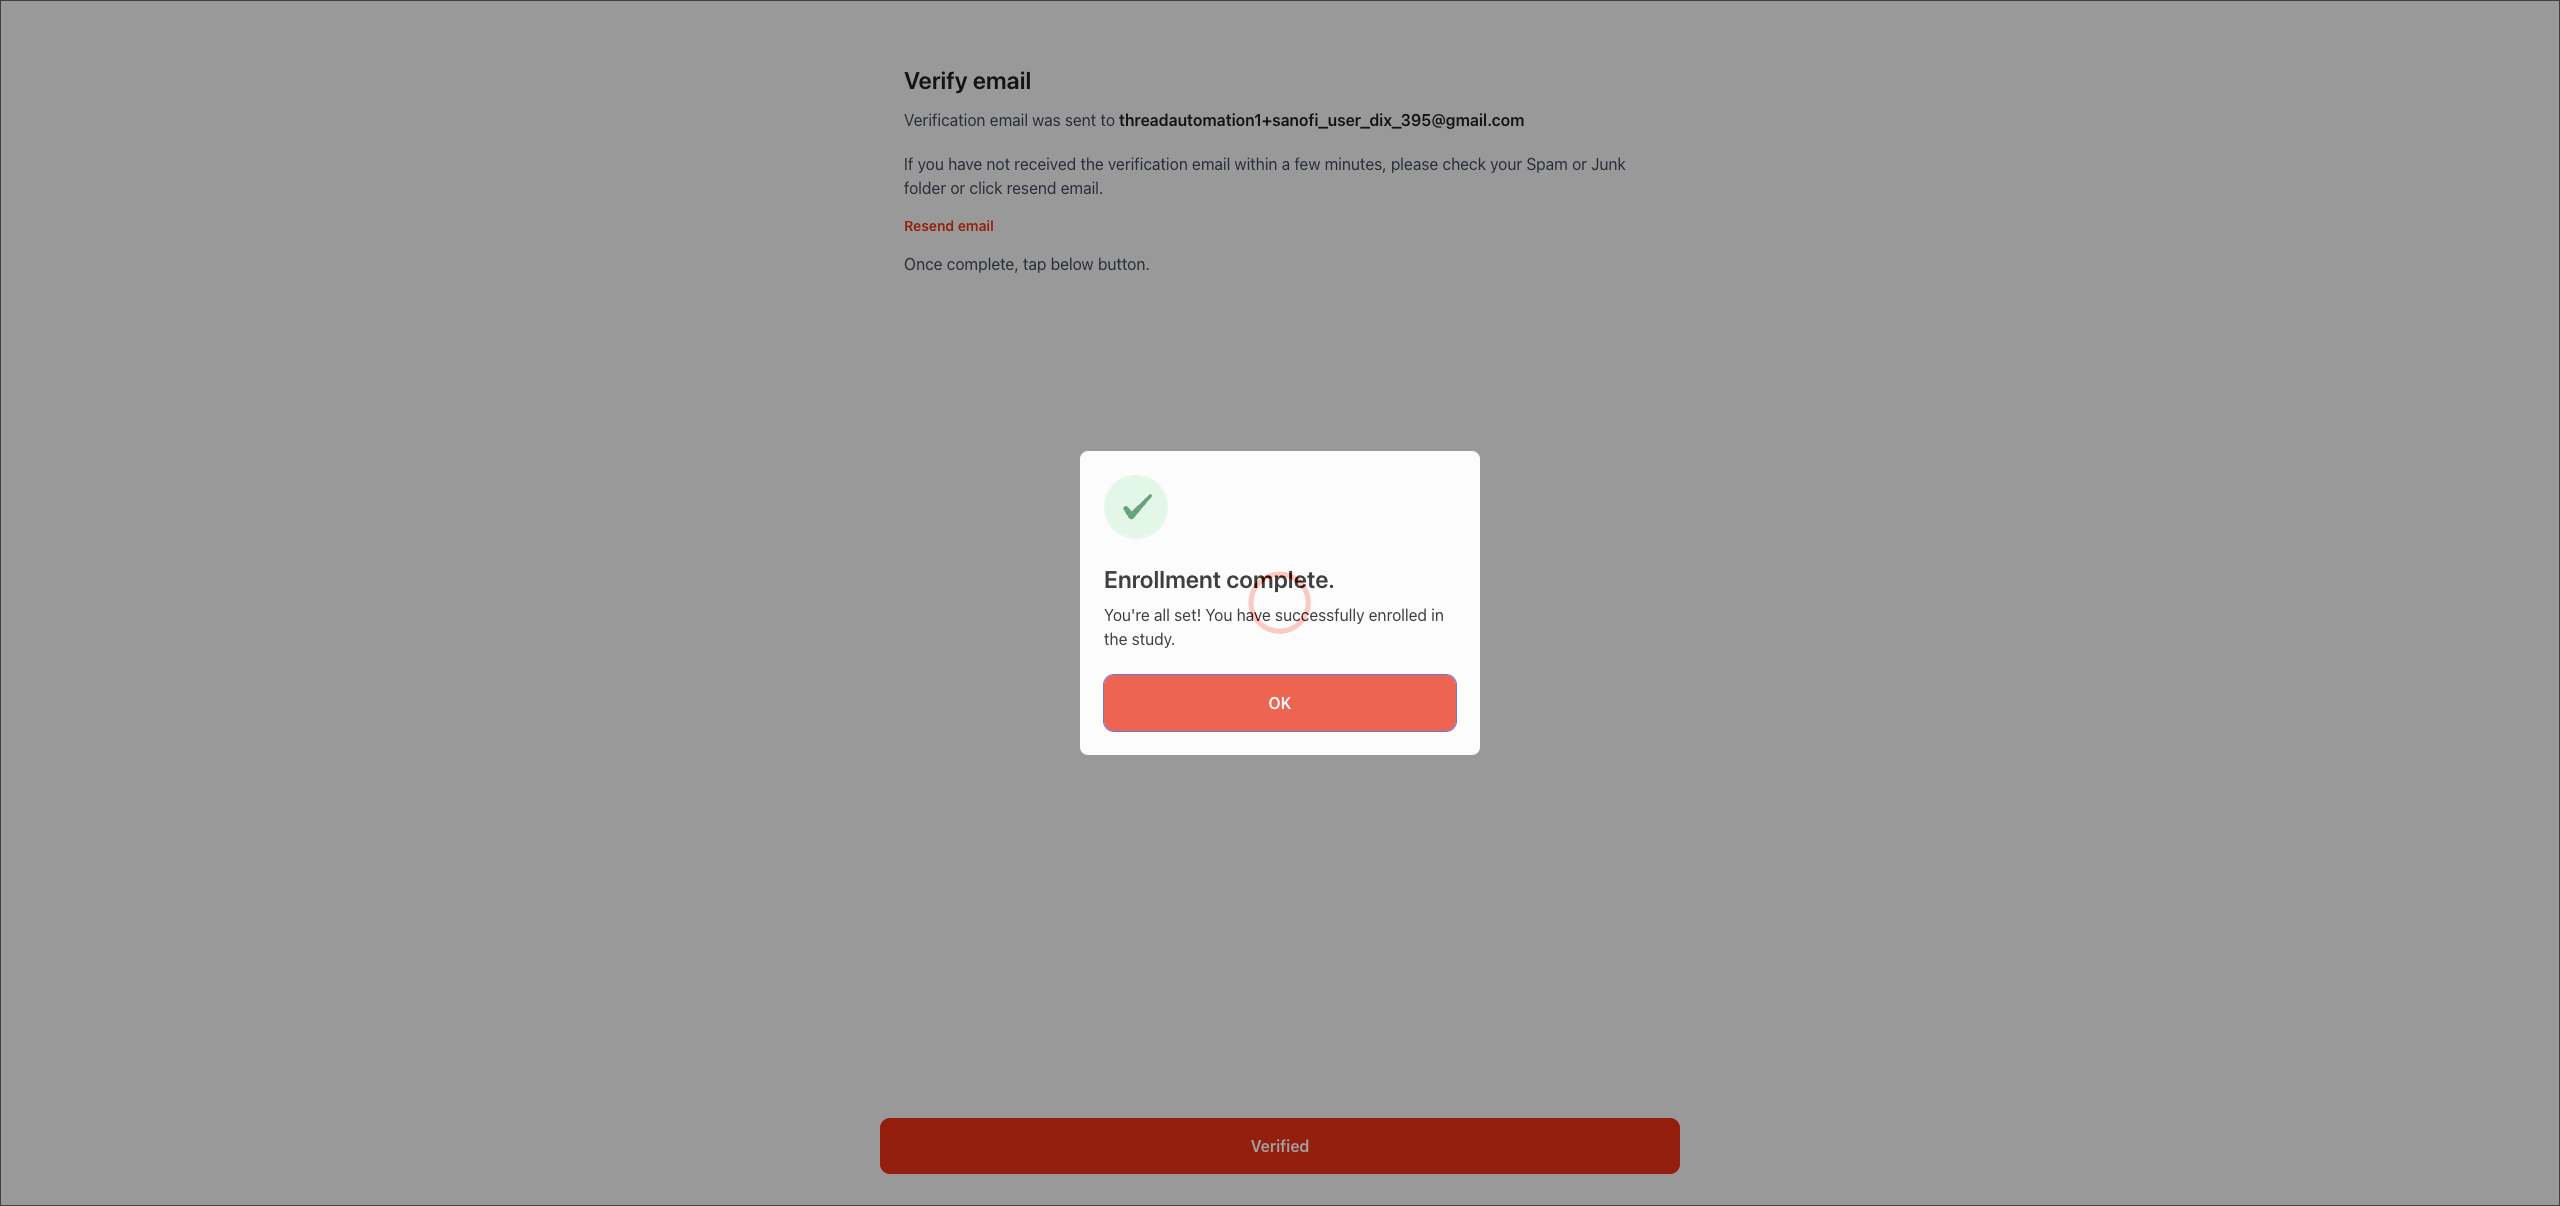 Verify email
Verification email was sent to threadautomation1+sanofi_user_dix_395@gmail.com
If you have not received the verification email within a few minutes, please check your Spam or Junk
folder or click resend email.
Resend email
Once complete, tap below button.
Enrollment complete.
You're all set! You have successfully enrolled in
the study.
OK
Verified